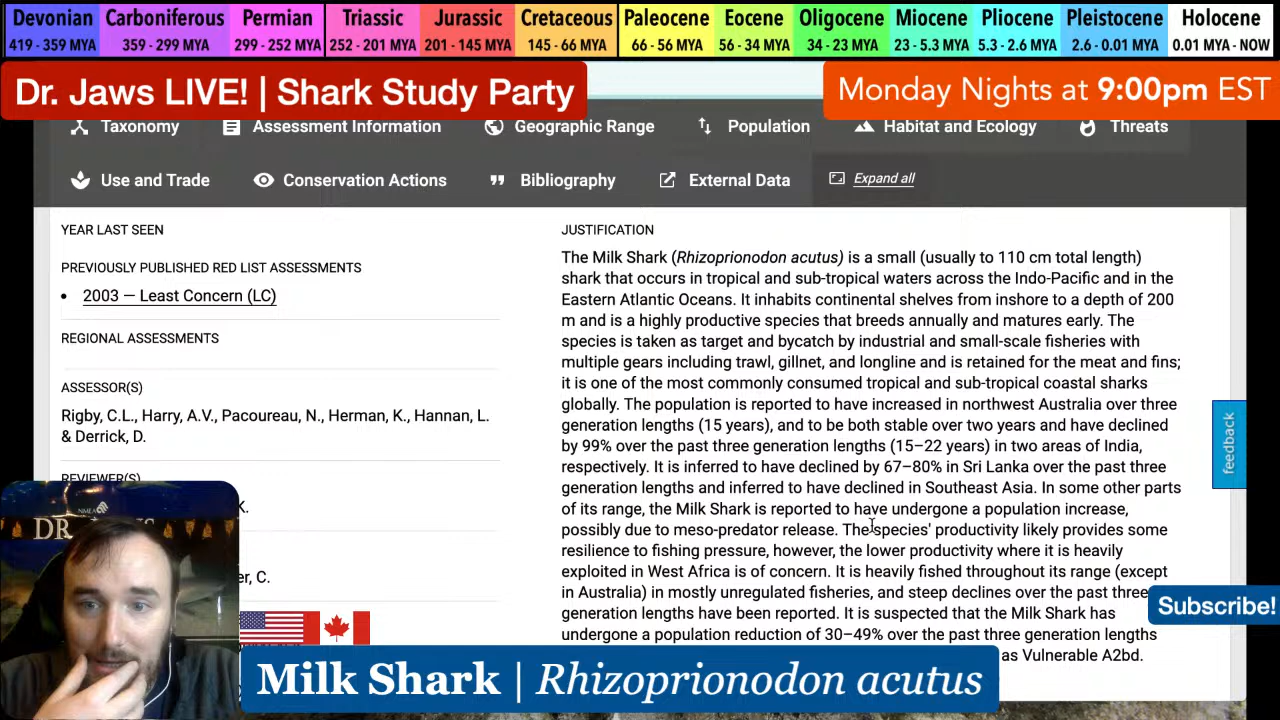 Devonian Carboniferous Permian Triassic Jurassic Cretaceous Paleocene Eocene Oligocene Miocene Pliocene Pleistocene Holocene
419 - 359 MYA 359 - 299 MYA 299 - 252 MYA 252 - 201 MYA 201 - 145 MYA 145 - 66 MYA 66 - 56 MYA 56 - 34 MYA 34 - 23 MYA 23 - 5.3 MYA 5.3 - 2.6 MYA 2.6 - 0.01 MYA 0.01 MYA - NOW
Dr. Jaws LIVE! | Shark Study Party
Monday Nights at 9:00pm EST
Taxonomy Assessment Information Geographic Range Population Habitat and Ecology Threats
Use and Trade Conservation Actions Bibliography External Data Expand all
YEAR LAST SEEN
PREVIOUSLY PUBLISHED RED LIST ASSESSMENTS
• 2003 — Least Concern (LC)
REGIONAL ASSESSMENTS
ASSESSOR(S)
Rigby, C.L., Harry, A.V., Pacoureau, N., Herman, K., Hannan, L.
& Derrick, D.
REVIEWER(S)
K.
er, C.
JUSTIFICATION
The Milk Shark (Rhizoprionodon acutus) is a small (usually to 110 cm total length)
shark that occurs in tropical and sub-tropical waters across the Indo-Pacific and in the
Eastern Atlantic Oceans. It inhabits continental shelves from inshore to a depth of 200
m and is a highly productive species that breeds annually and matures early. The
species is taken as target and bycatch by industrial and small-scale fisheries with
multiple gears including trawl, gillnet, and longline and is retained for the meat and fins;
it is one of the most commonly consumed tropical and sub-tropical coastal sharks
globally. The population is reported to have increased in northwest Australia over three
generation lengths (15 years), and to be both stable over two years and have declined
by 99% over the past three generation lengths (15–22 years) in two areas of India,
respectively. It is inferred to have declined by 67–80% in Sri Lanka over the past three
generation lengths and inferred to have declined in Southeast Asia. In some other parts
of its range, the Milk Shark is reported to have undergone a population increase,
possibly due to meso-predator release. The species' productivity likely provides some
resilience to fishing pressure, however, the lower productivity where it is heavily
exploited in West Africa is of concern. It is heavily fished throughout its range (except
in Australia) in mostly unregulated fisheries, and steep declines over the past three
generation lengths have been reported. It is suspected that the Milk Shark has
undergone a population reduction of 30–49% over the past three generation lengths
as Vulnerable A2bd.
feedback
Subscribe!
NMEA
DR
Milk Shark | Rhizoprionodon acutus